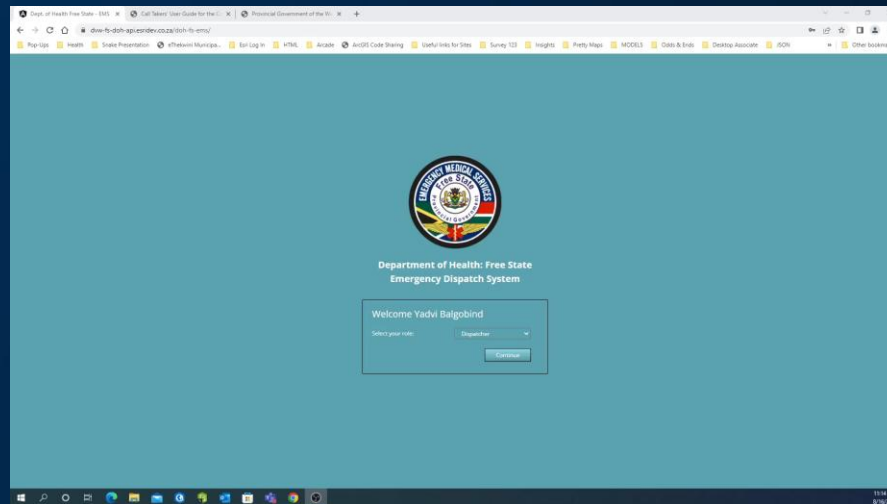 Dept. of Health Free State - EMS
Call Takers' User Guide for the
Provincial Government of the W
dvw-fs-doh-api.esridev.co.za/doh-fs-ems/
Pop-Ups Health Snake Presentation eThekwini Municipa... Esri Log In HTML Arcade ArcGIS Code Sharing Useful links for Sites Survey 123 Insights Pretty Maps MODELS Odds & Ends Desktop Associate JSON » Other bookma
EMERGENCY MEDICAL SERVICES
Free State
Provincial Government
Department of Health: Free State
Emergency Dispatch System
Welcome Yadvi Balgobind
Select your role: Dispatcher
Continue